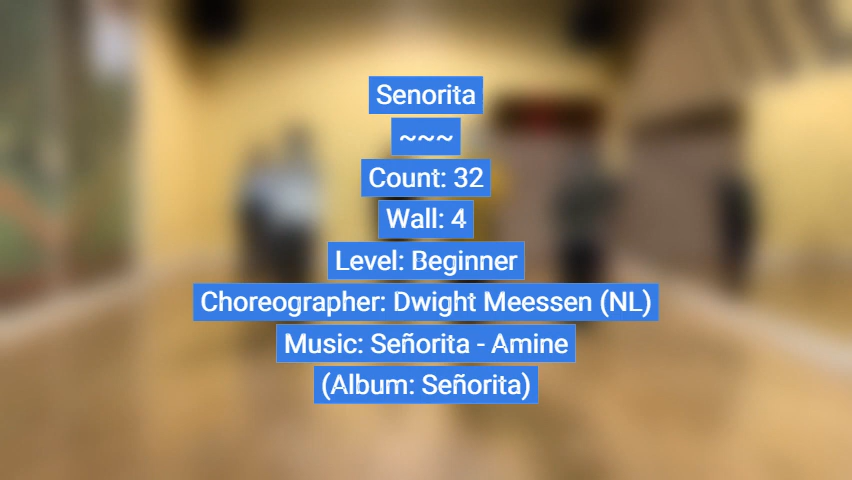 Senorita
~~~
Count: 32
Wall: 4
Level: Beginner
Choreographer: Dwight Meessen (NL)
Music: Señorita - Amine
(Album: Señorita)